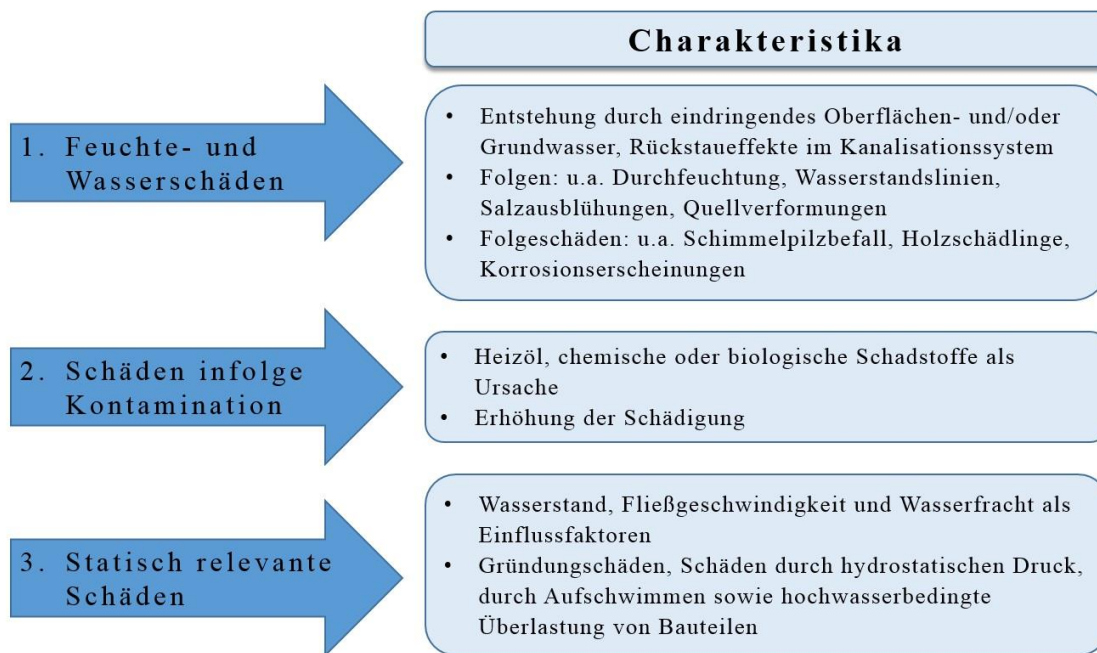 Charakteristika
1. Feuchte- und
Wasserschäden
• Entstehung durch eindringendes Oberflächen- und/oder
Grundwasser, Rückstaueffekte im Kanalisationssystem
• Folgen: u.a. Durchfeuchtung, Wasserstandslinien,
Salzausblühungen, Quellverformungen
• Folgeschäden: u.a. Schimmelpilzbefall, Holzschädlinge,
Korrosionserscheinungen
2. Schäden infolge
Kontamination
• Heizöl, chemische oder biologische Schadstoffe als
Ursache
• Erhöhung der Schädigung
3. Statisch relevante
Schäden
• Wasserstand, Fließgeschwindigkeit und Wasserfracht als
Einflussfaktoren
• Gründungschäden, Schäden durch hydrostatischen Druck,
durch Aufschwimmen sowie hochwasserbedingte
Überlastung von Bauteilen